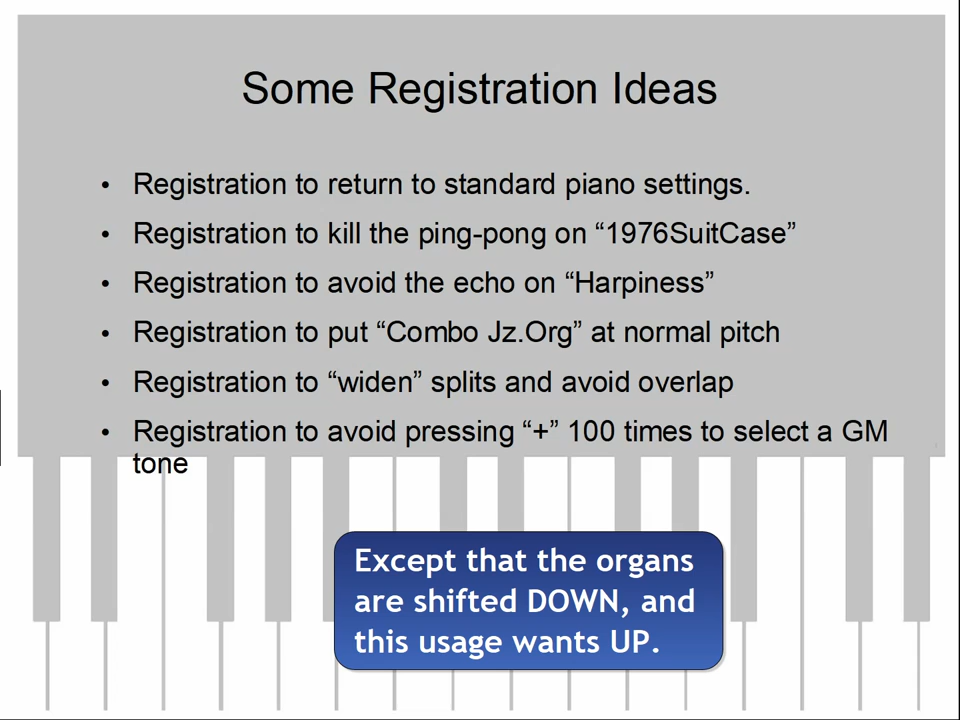 Some Registration Ideas
• Registration to return to standard piano settings.
• Registration to kill the ping-pong on “1976SuitCase”
• Registration to avoid the echo on “Harpiness”
• Registration to put “Combo Jz.Org” at normal pitch
• Registration to “widen” splits and avoid overlap
• Registration to avoid pressing “+” 100 times to select a GM
tone
Except that the organs
are shifted DOWN, and
this usage wants UP.